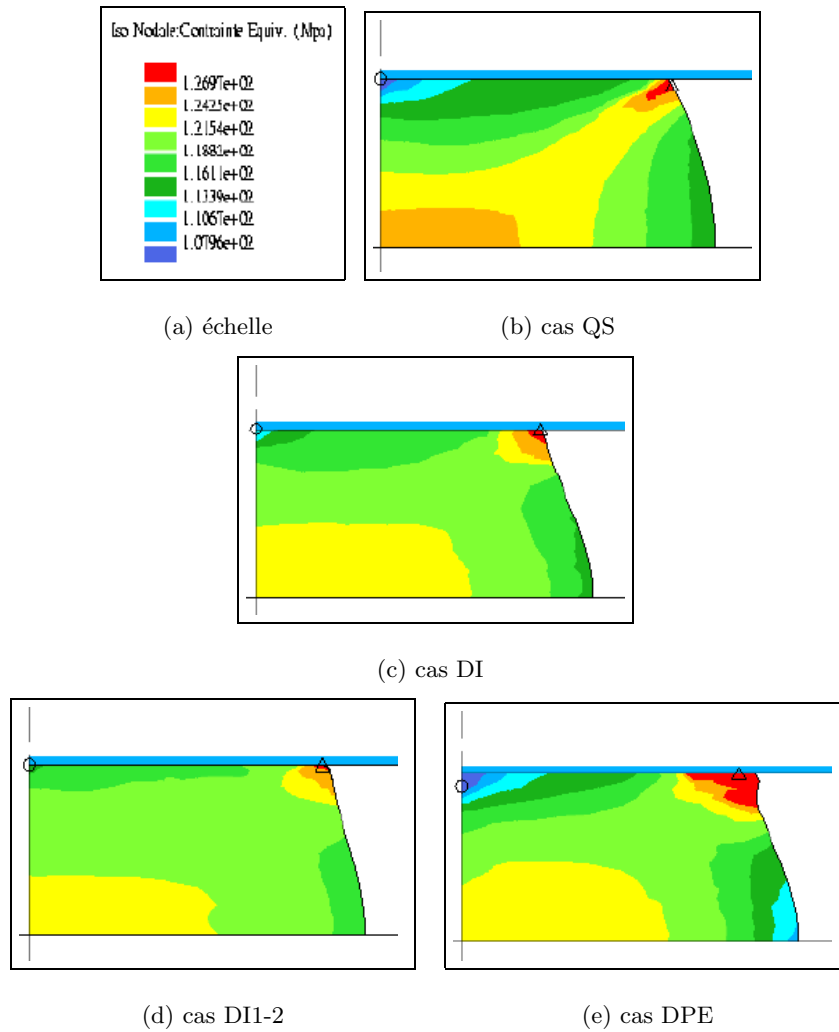 Iso Nodale:Contrainte Equiv. (Mpa)
1.2697e+02
1.2425e+02
1.2154e+02
1.1882e+02
1.1611e+02
1.1339e+02
1.1067e+02
1.0796e+02
(a) échelle
(b) cas QS
(c) cas DI
(d) cas DI1-2
(e) cas DPE